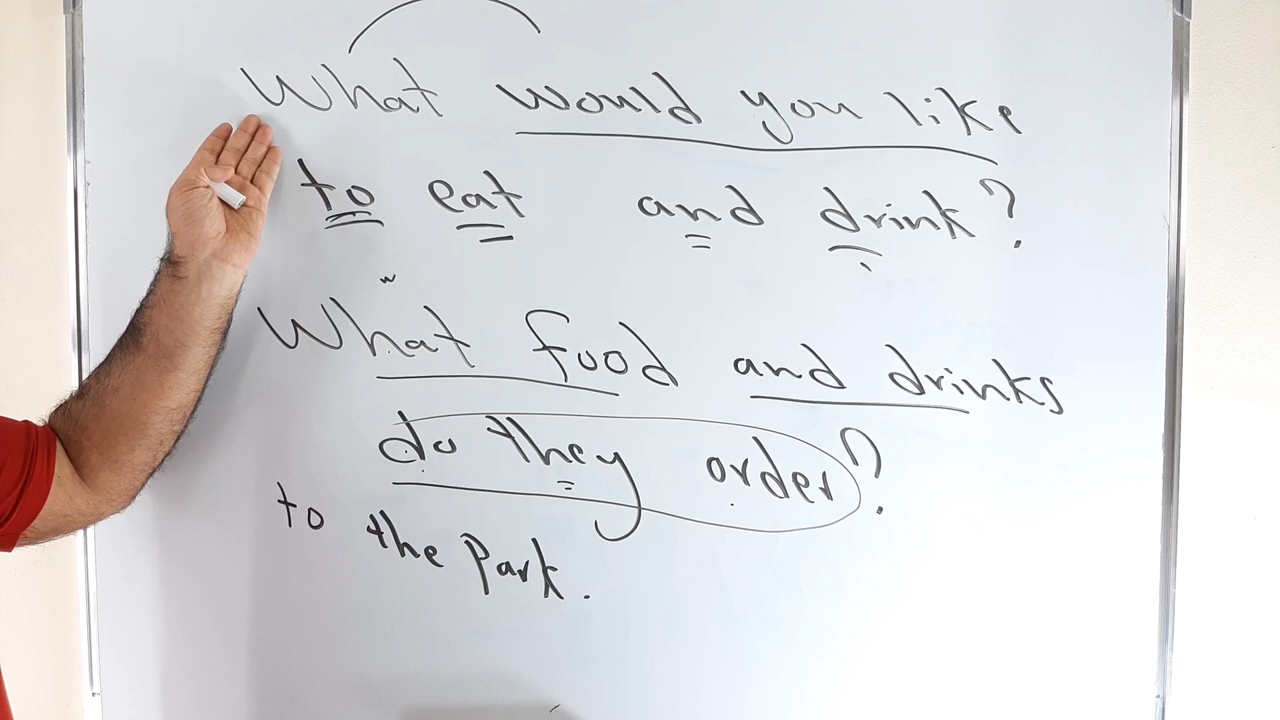 What would you like
to eat and drink?
What food and drinks
do they order?
to the park.